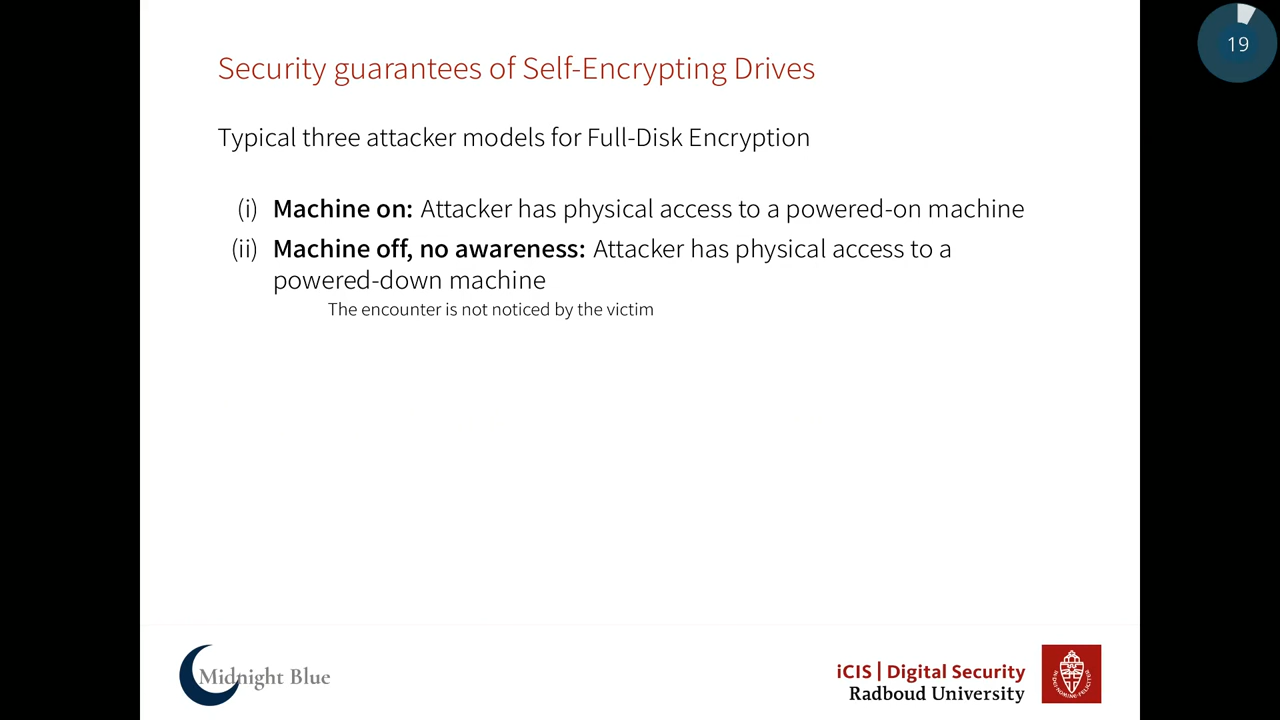 19
Security guarantees of Self-Encrypting Drives
Typical three attacker models for Full-Disk Encryption
(i) Machine on: Attacker has physical access to a powered-on machine
(ii) Machine off, no awareness: Attacker has physical access to a
powered-down machine
The encounter is not noticed by the victim
Midnight Blue
iCIS | Digital Security
Radboud University